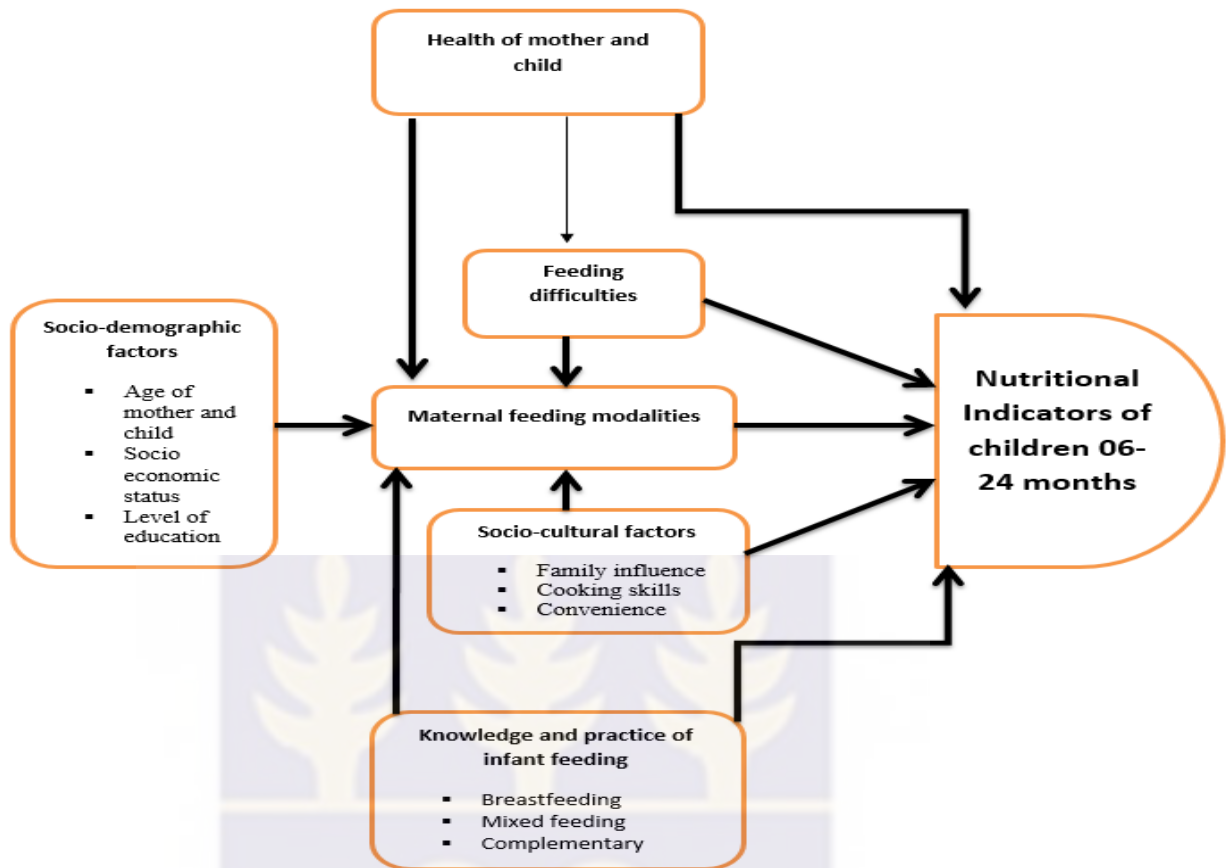 Health of mother and
child
Feeding
difficulties
Socio-demographic
factors
▪ Age of
mother and
child
▪ Socio
economic
status
▪ Level of
education
Maternal feeding modalities
Nutritional
Indicators of
children 06-
24 months
Socio-cultural factors
▪ Family influence
▪ Cooking skills
▪ Convenience
Knowledge and practice of
infant feeding
▪ Breastfeeding
▪ Mixed feeding
▪ Complementary